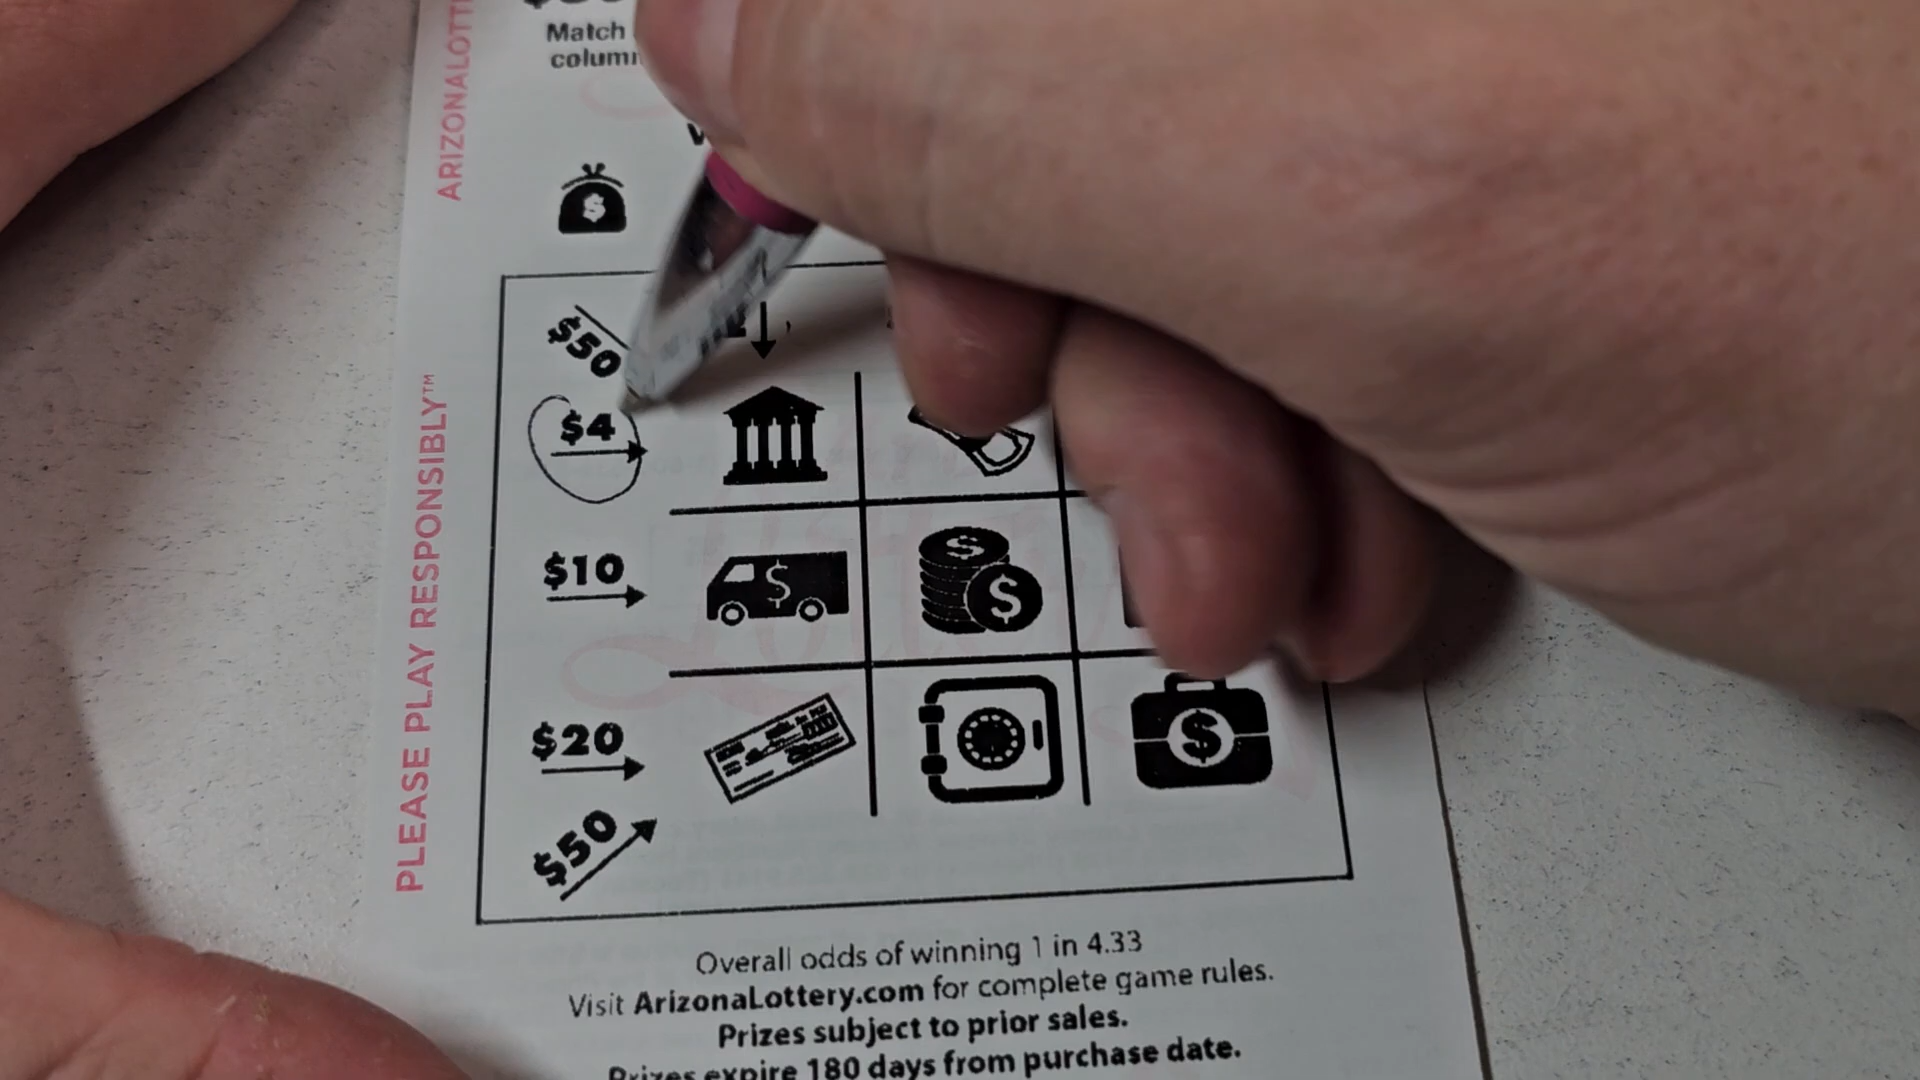 ARIZONALOTT
Match
colum
$
$50
$4
$10
$
$
$
$20
$
$50
PLEASE PLAY RESPONSIBLY™
Overall odds of winning 1 in 4.33
Visit ArizonaLottery.com for complete game rules.
Prizes subject to prior sales.
Prizes expire 180 days from purchase date.